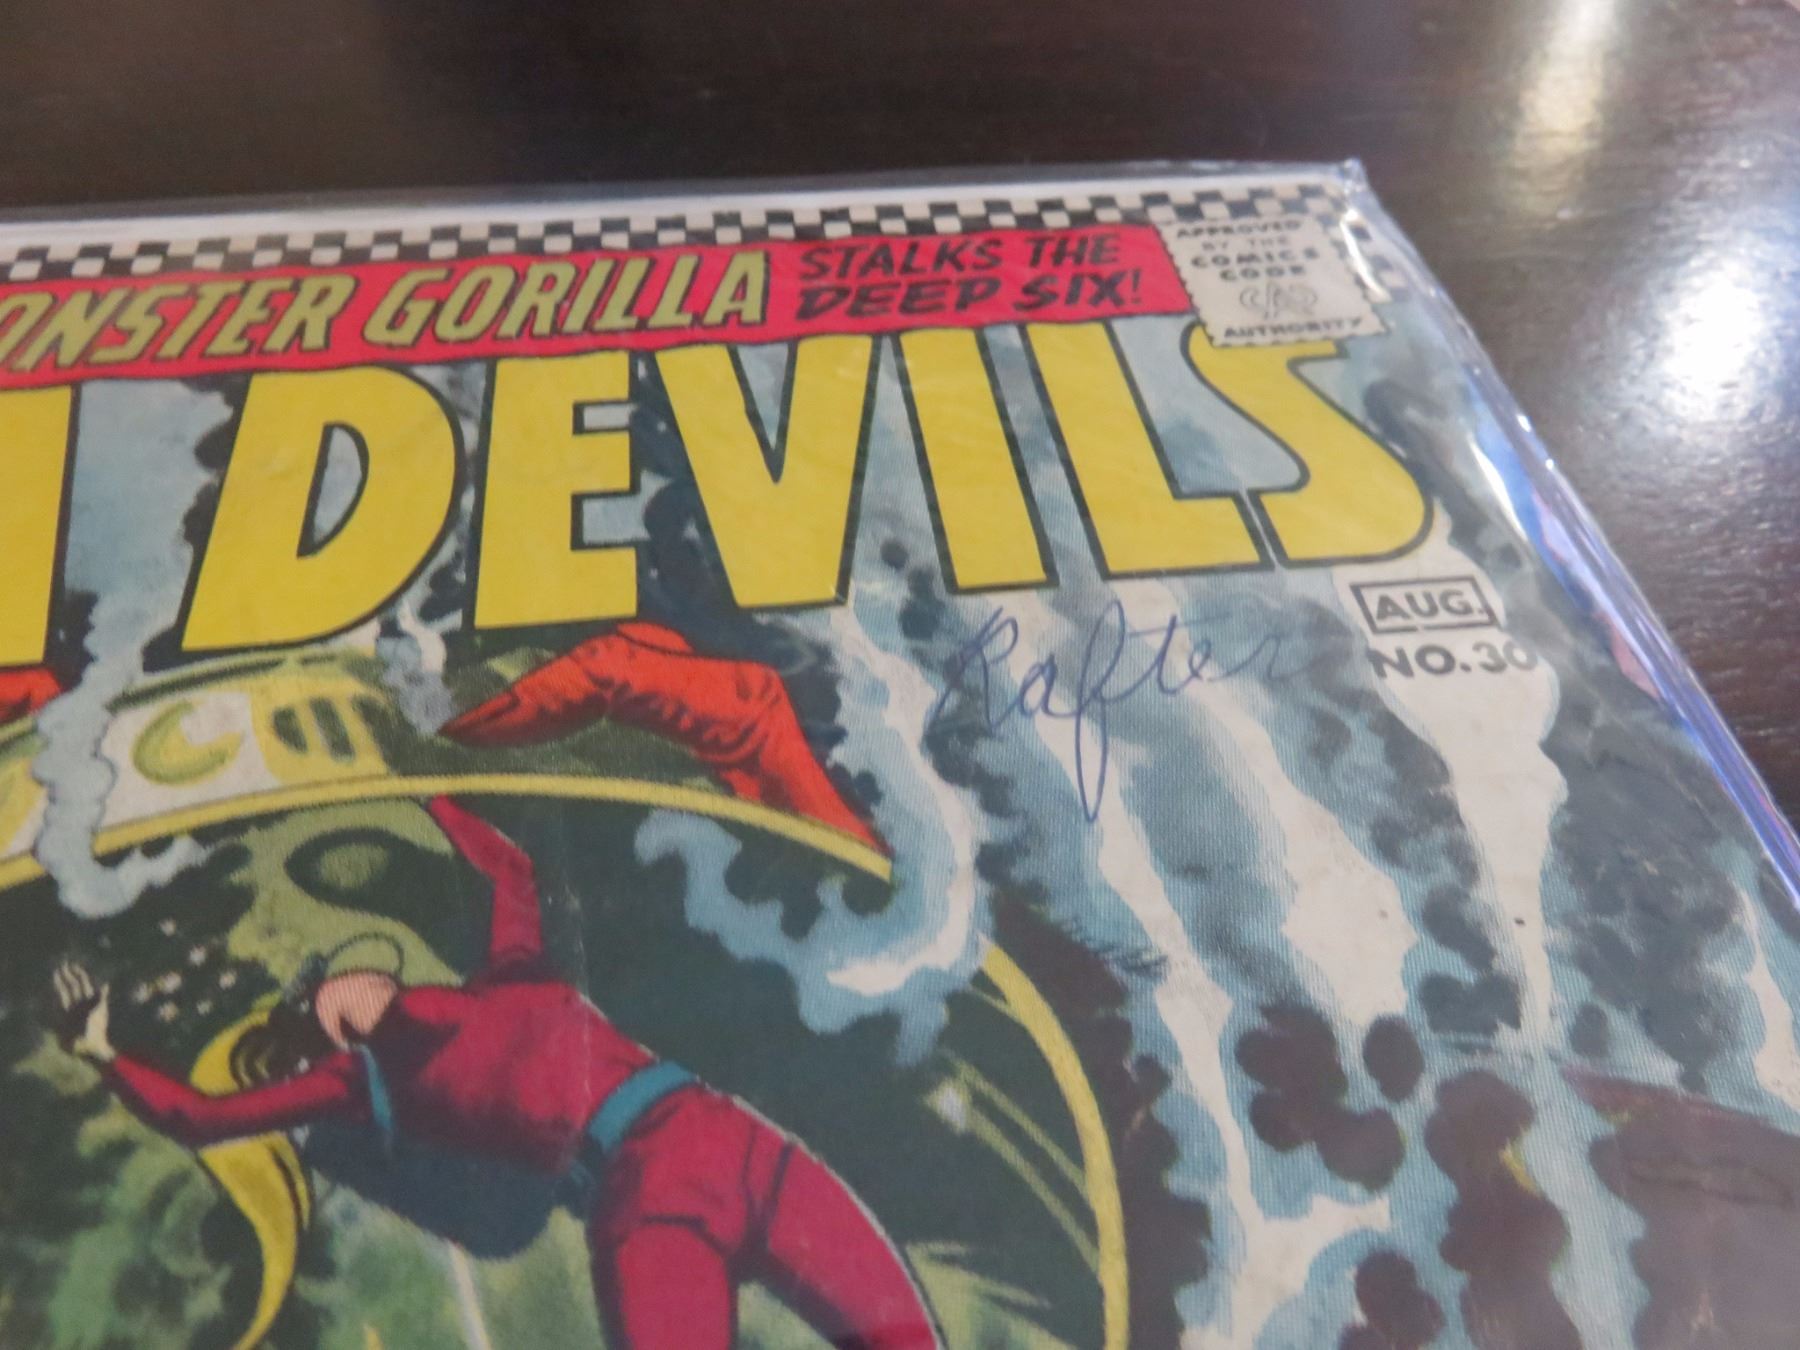 ONSTER GORILLA STALKS THE
DEEP SIX!
APPROVED
BY THE
COMICS
CODE
AUTHORITY
DEVILS
AUG.
NO.30
Rafter